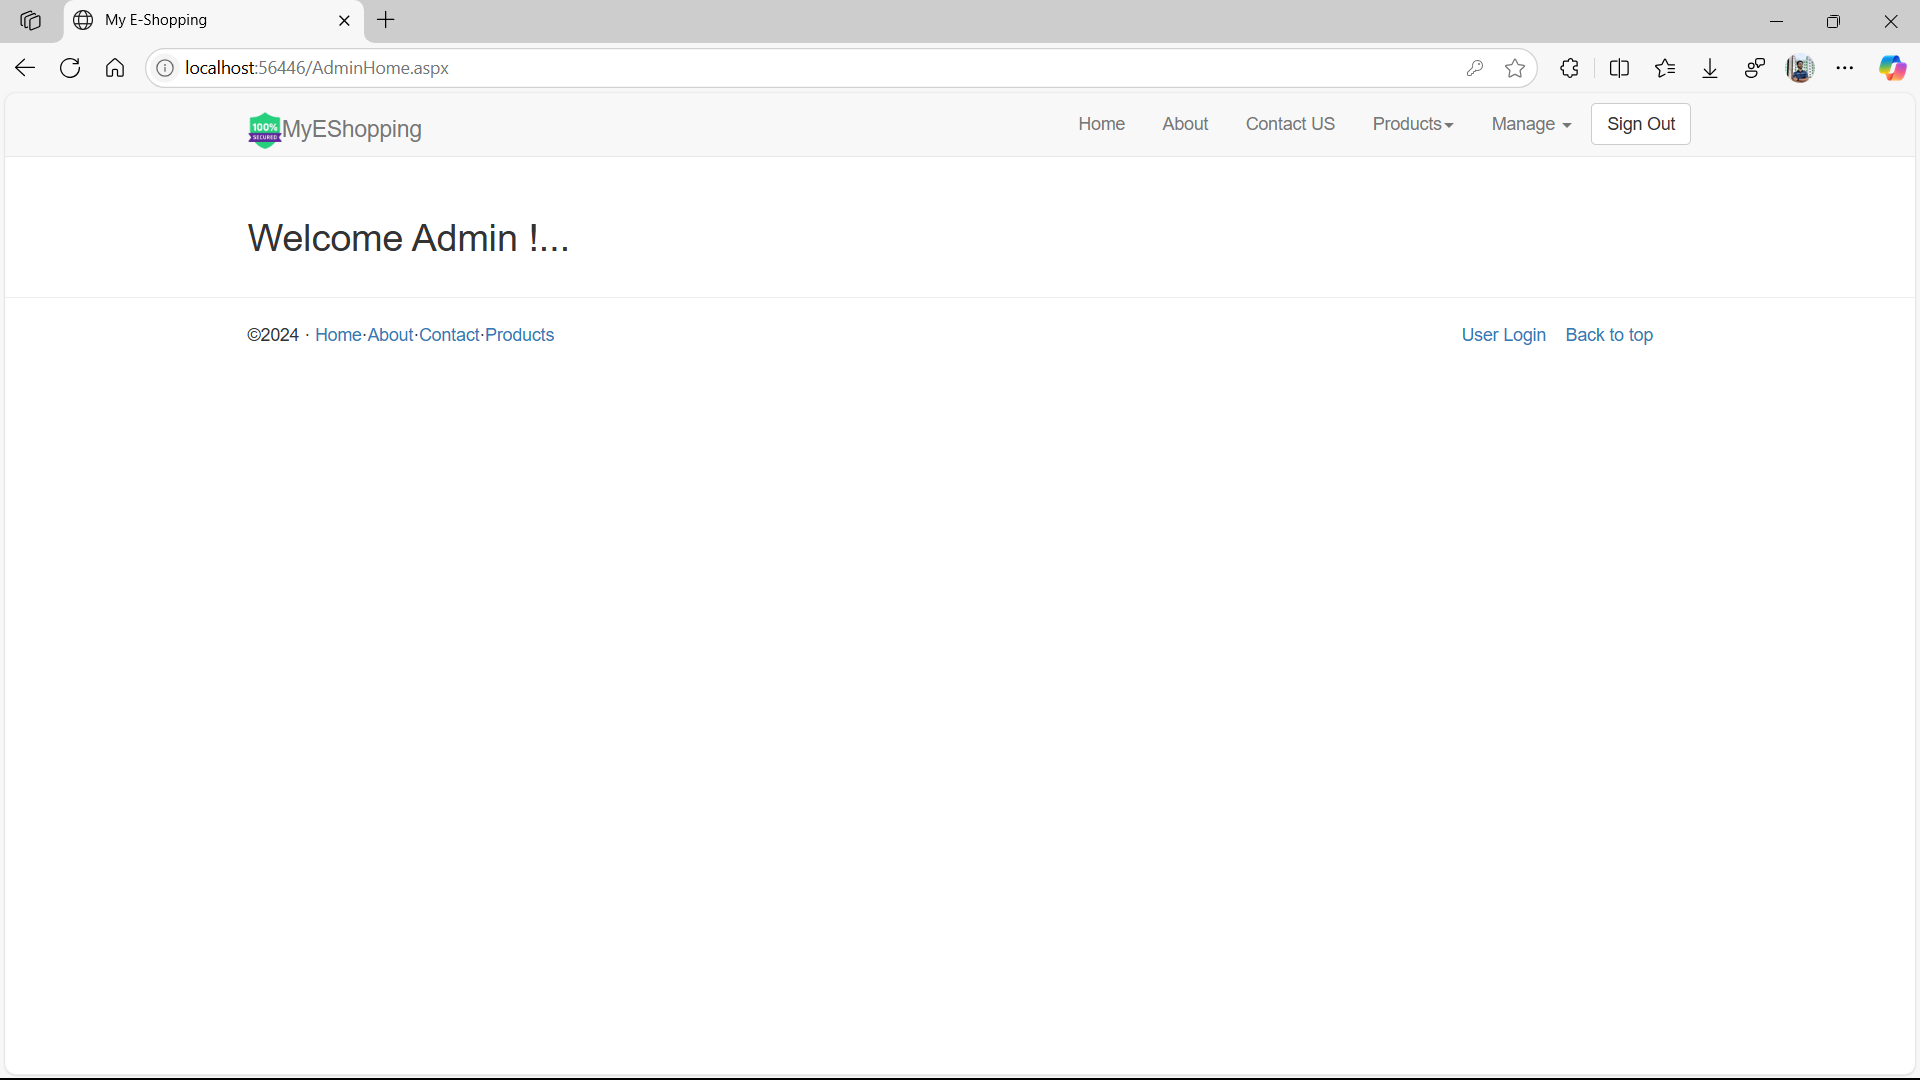 My E-Shopping
localhost:56446/AdminHome.aspx
100%
SECURED
MyEShopping
Home
About
Contact US
Products
Manage
Sign Out
Welcome Admin !...
©2024 · Home·About·Contact·Products
User Login
Back to top